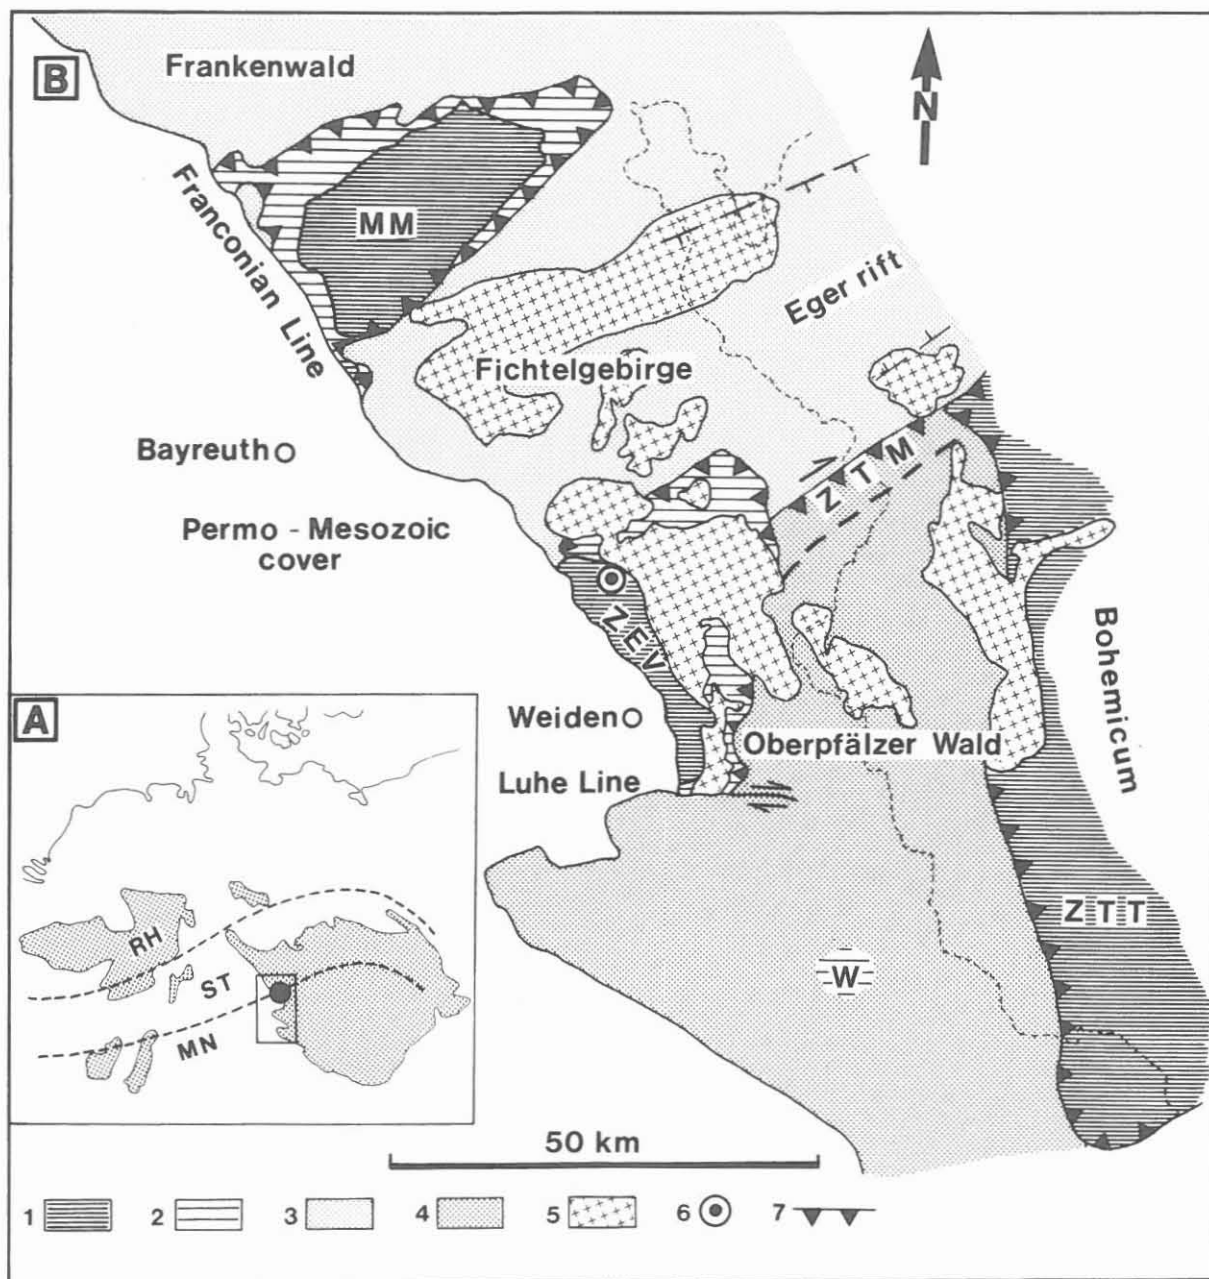 B
Frankenwald
N
Franconian Line
MM
Eger rift
Fichtelgebirge
Bayreuth
ZTM
Permo - Mesozoic
cover
ZEV
Bohemicum
A
Weiden
Oberpfälzer Wald
Luhe Line
ZTT
RH
W
ST
MN
50 km
1 2 3 4 5 6 7